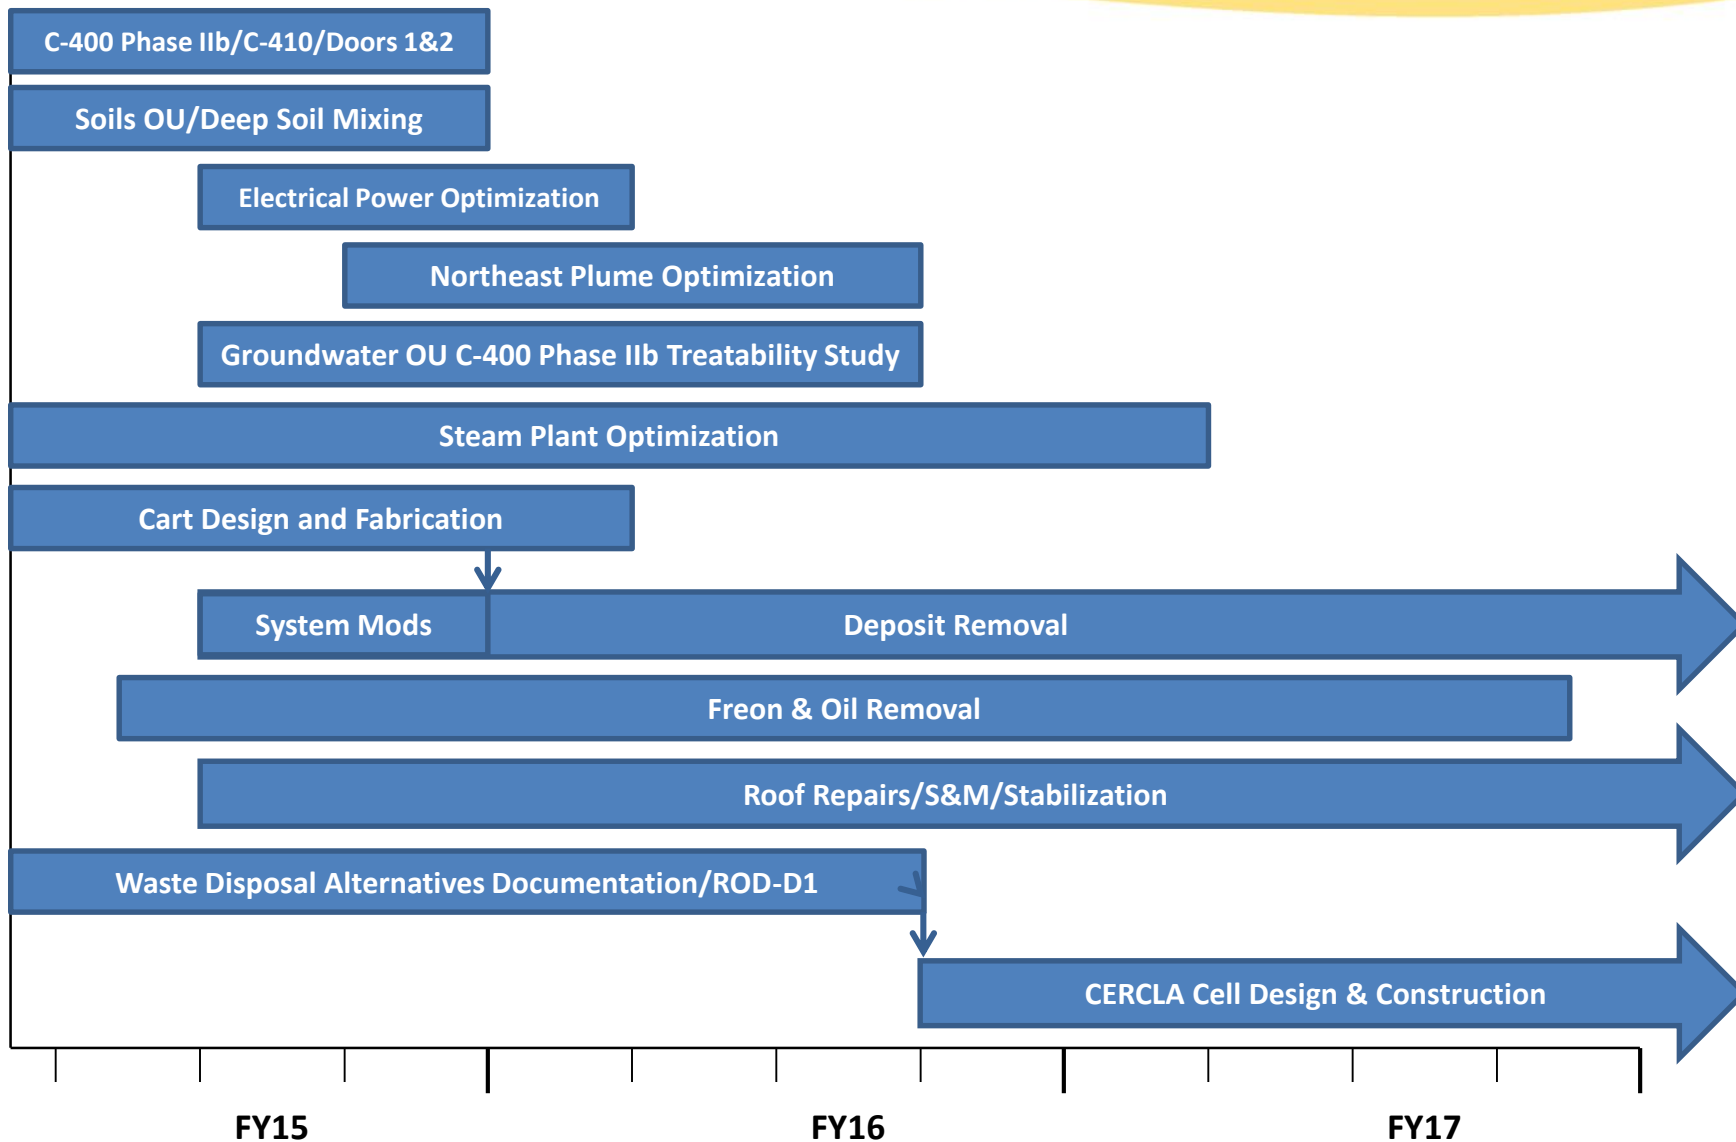 C-400 Phase IIb/C-410/Doors 1&2
Soils OU/Deep Soil Mixing
Electrical Power Optimization
Northeast Plume Optimization
Groundwater OU C-400 Phase IIb Treatability Study
Steam Plant Optimization
Cart Design and Fabrication
System Mods
Deposit Removal
Freon & Oil Removal
Roof Repairs/S&M/Stabilization
Waste Disposal Alternatives Documentation/ROD-D1
CERCLA Cell Design & Construction
FY15
FY16
FY17